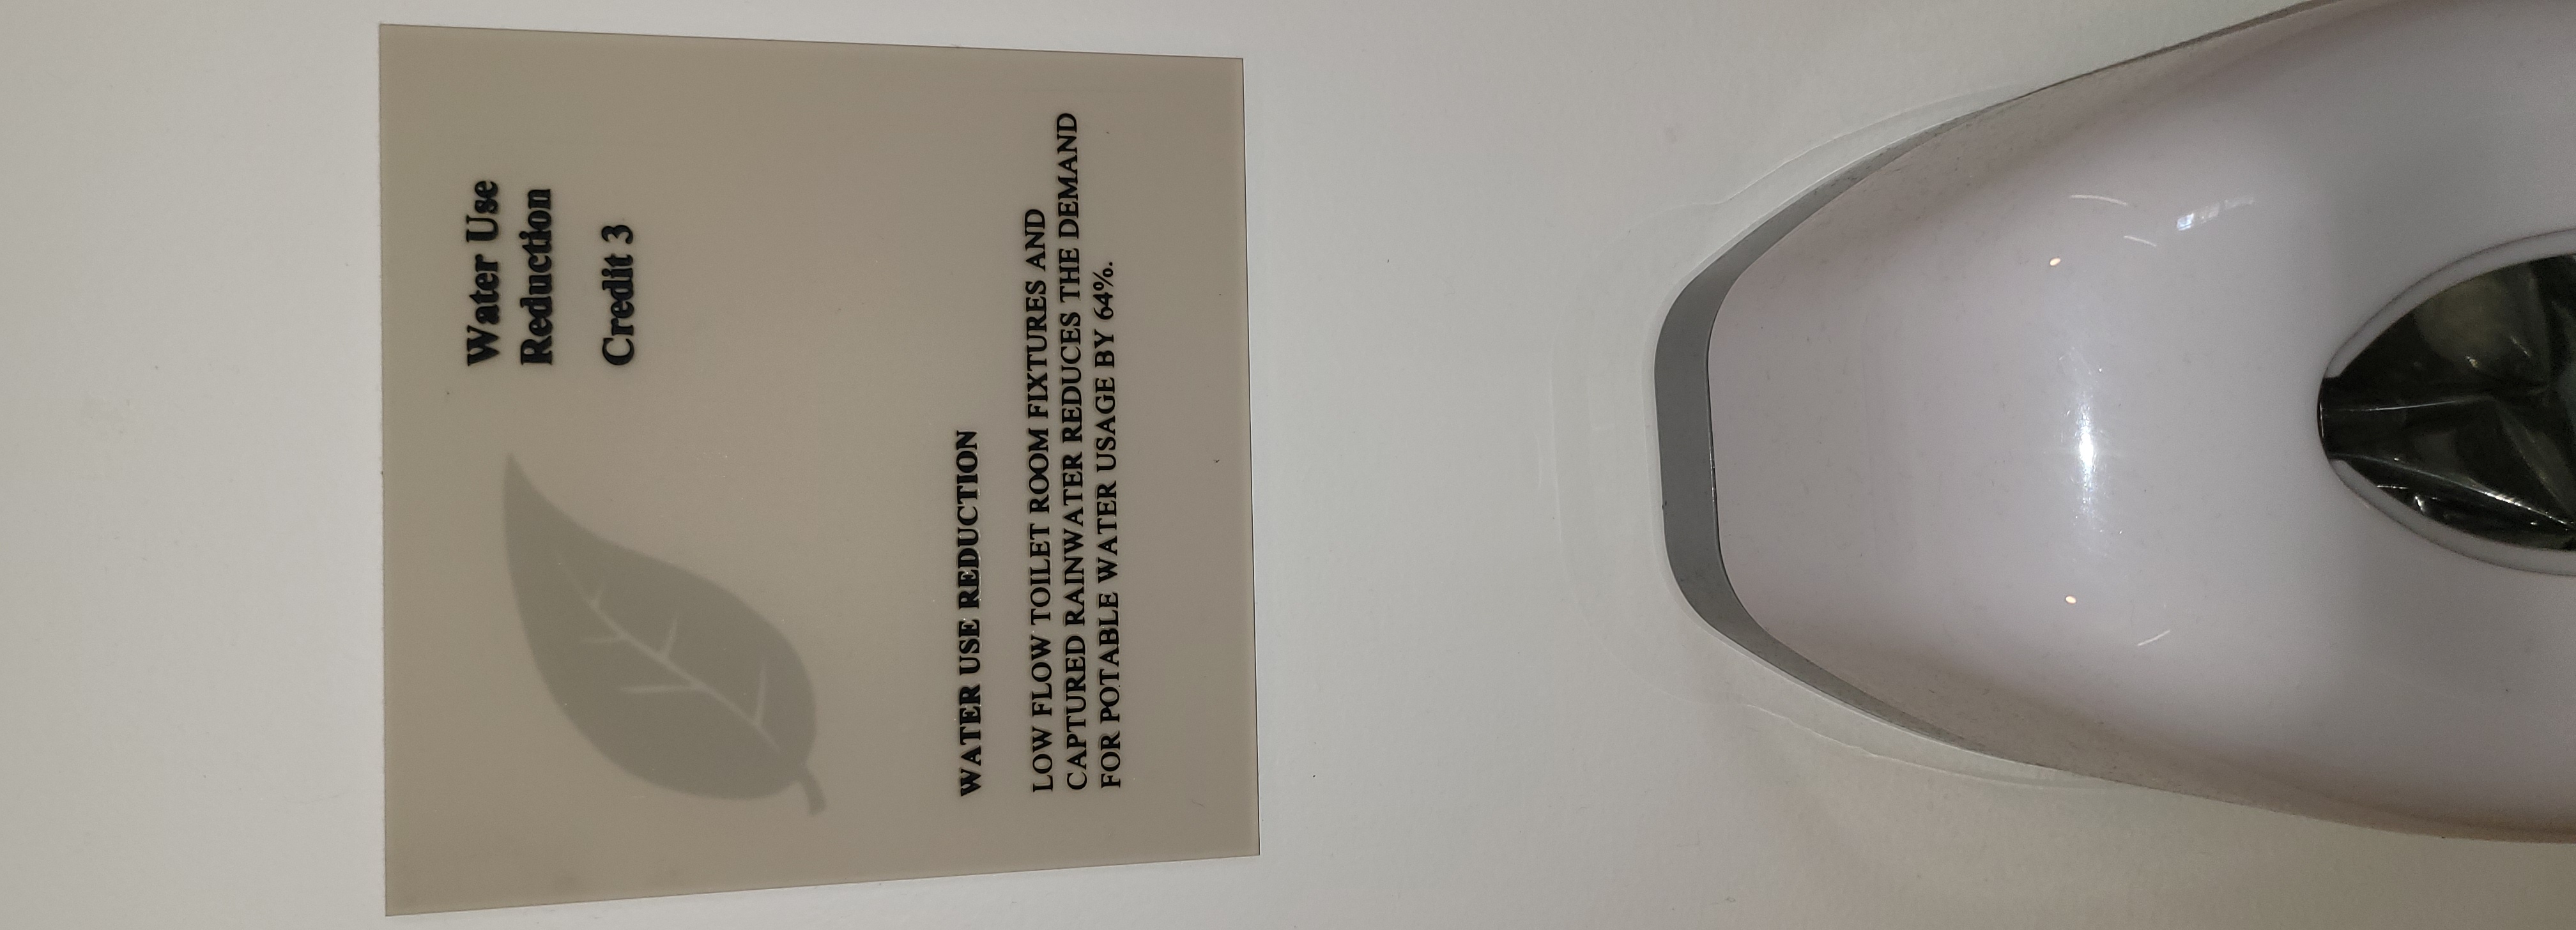 Water Use
Reduction
Credit 3
WATER USE REDUCTION
LOW FLOW TOILET ROOM FIXTURES AND
CAPTURED RAINWATER REDUCES THE DEMAND
FOR POTABLE WATER USAGE BY 64%.